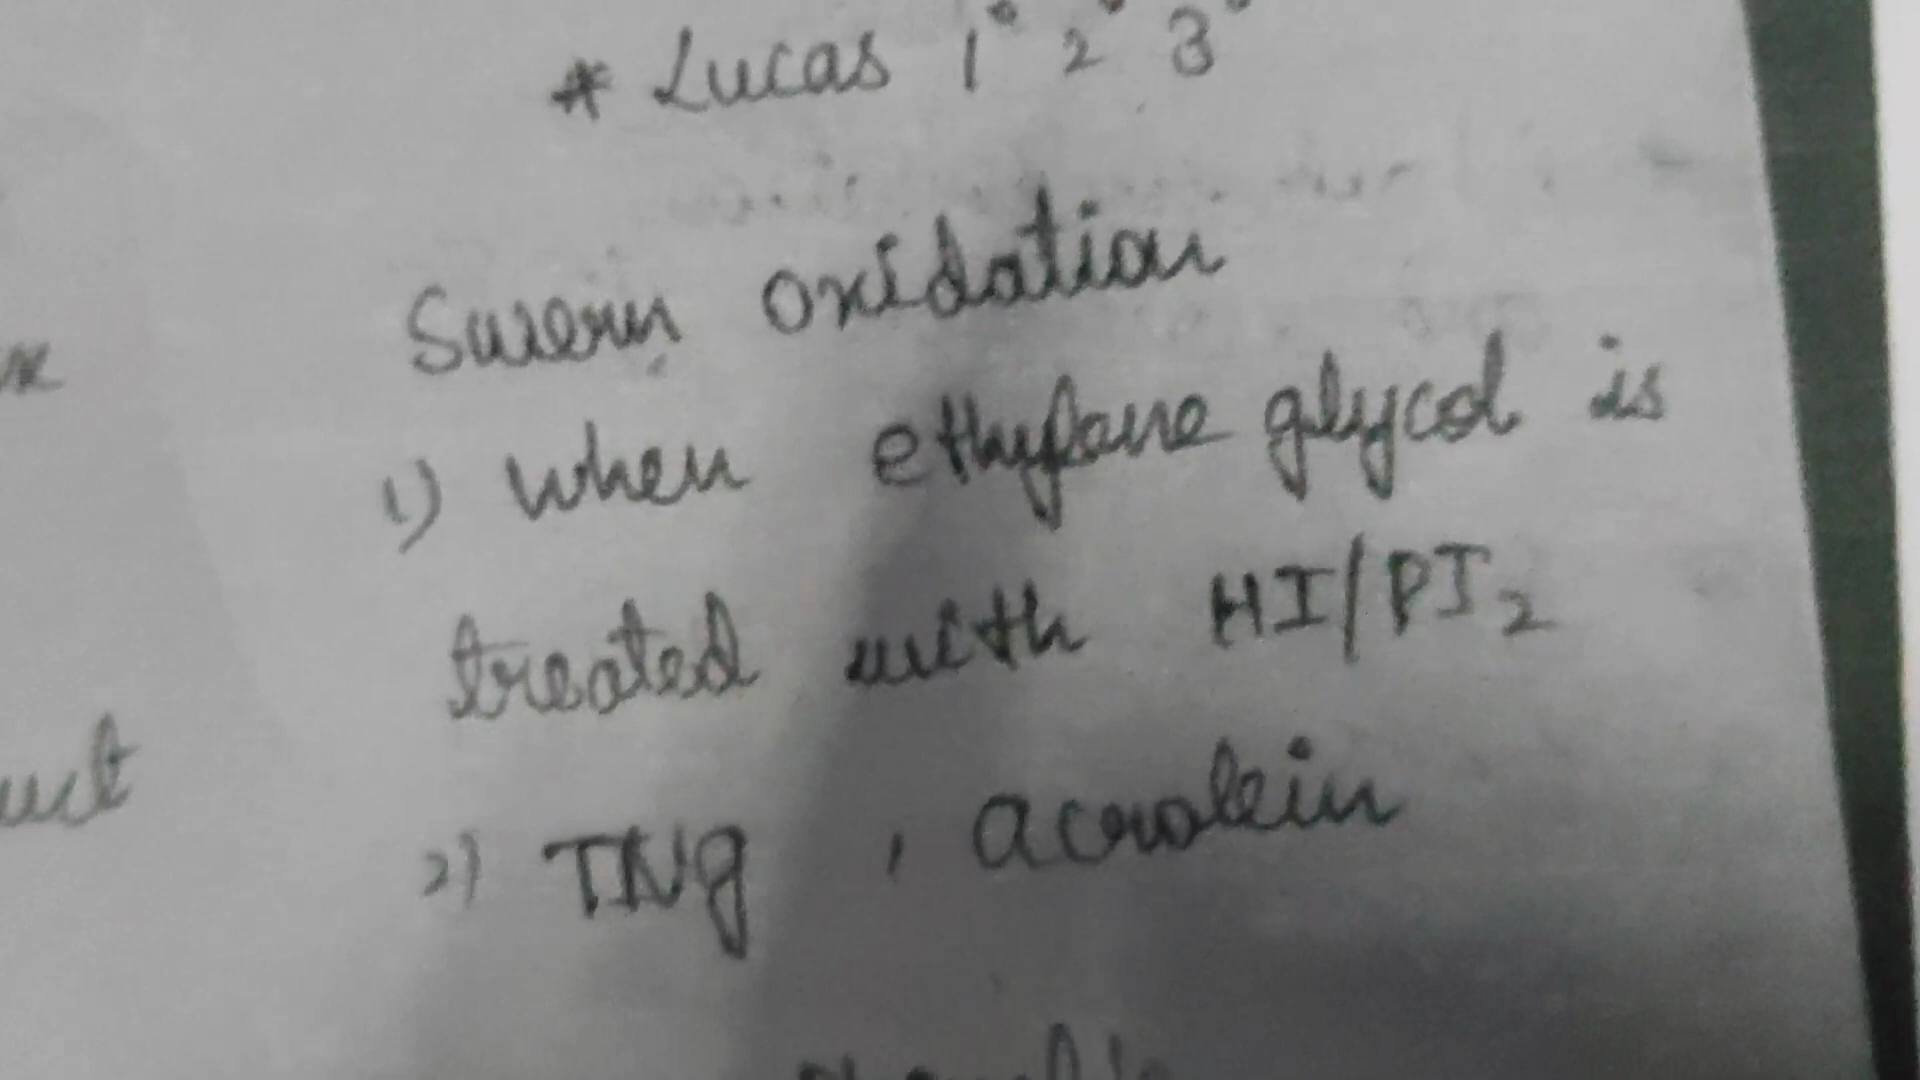 * Lucas 1° 2° 3°
Swern oxidation
1) when ethylene glycol is
treated with HI/PI2
2) TNg , acrolein